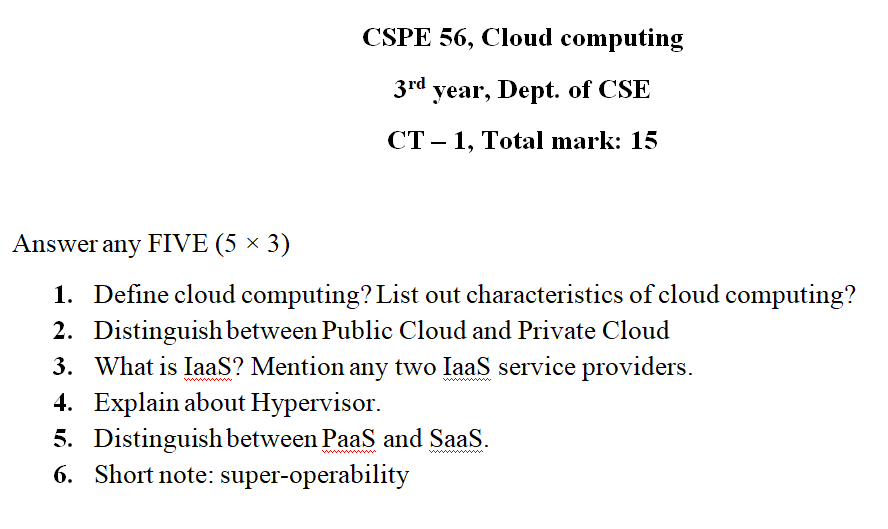 CSPE 56, Cloud computing
3rd year, Dept. of CSE
CT – 1, Total mark: 15
Answer any FIVE (5 × 3)
1. Define cloud computing? List out characteristics of cloud computing?
2. Distinguish between Public Cloud and Private Cloud
3. What is IaaS? Mention any two IaaS service providers.
4. Explain about Hypervisor.
5. Distinguish between PaaS and SaaS.
6. Short note: super-operability